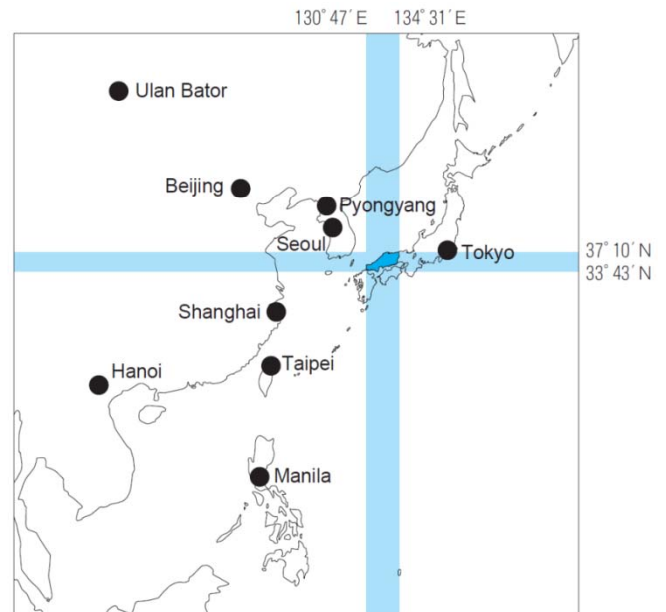 130° 47´ E 134° 31´ E
Ulan Bator
Beijing
Pyongyang
Seoul
37° 10´ N
Tokyo
33° 43´ N
Shanghai
Hanoi
Taipei
Manila